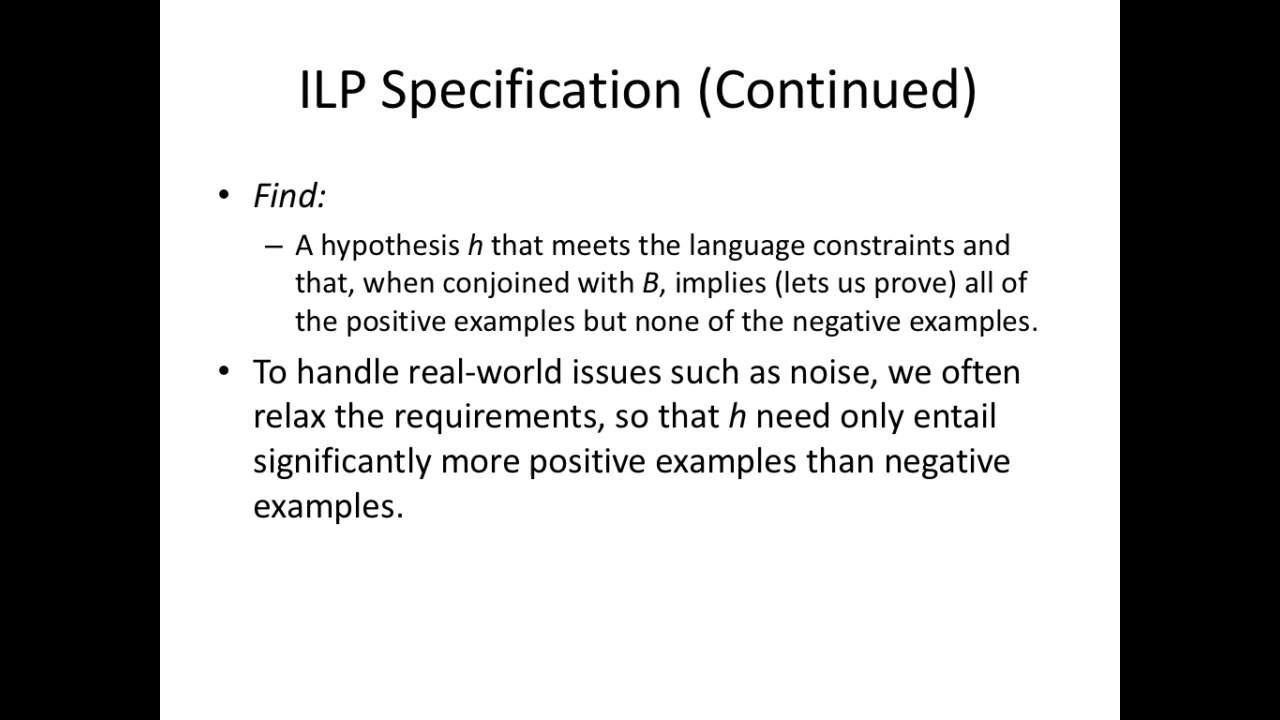 ILP Specification (Continued)
• Find:
– A hypothesis h that meets the language constraints and
that, when conjoined with B, implies (lets us prove) all of
the positive examples but none of the negative examples.
• To handle real-world issues such as noise, we often
relax the requirements, so that h need only entail
significantly more positive examples than negative
examples.